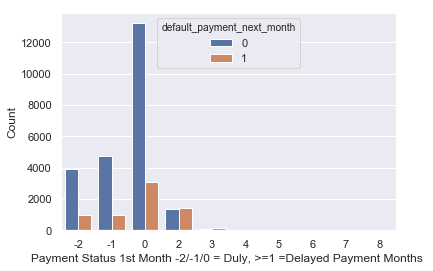 default_payment_next_month
0
1
12000
10000
8000
6000
4000
2000
0
Count
-2 -1 0 2 3 4 5 6 7 8
Payment Status 1st Month -2/-1/0 = Duly, >=1 =Delayed Payment Months